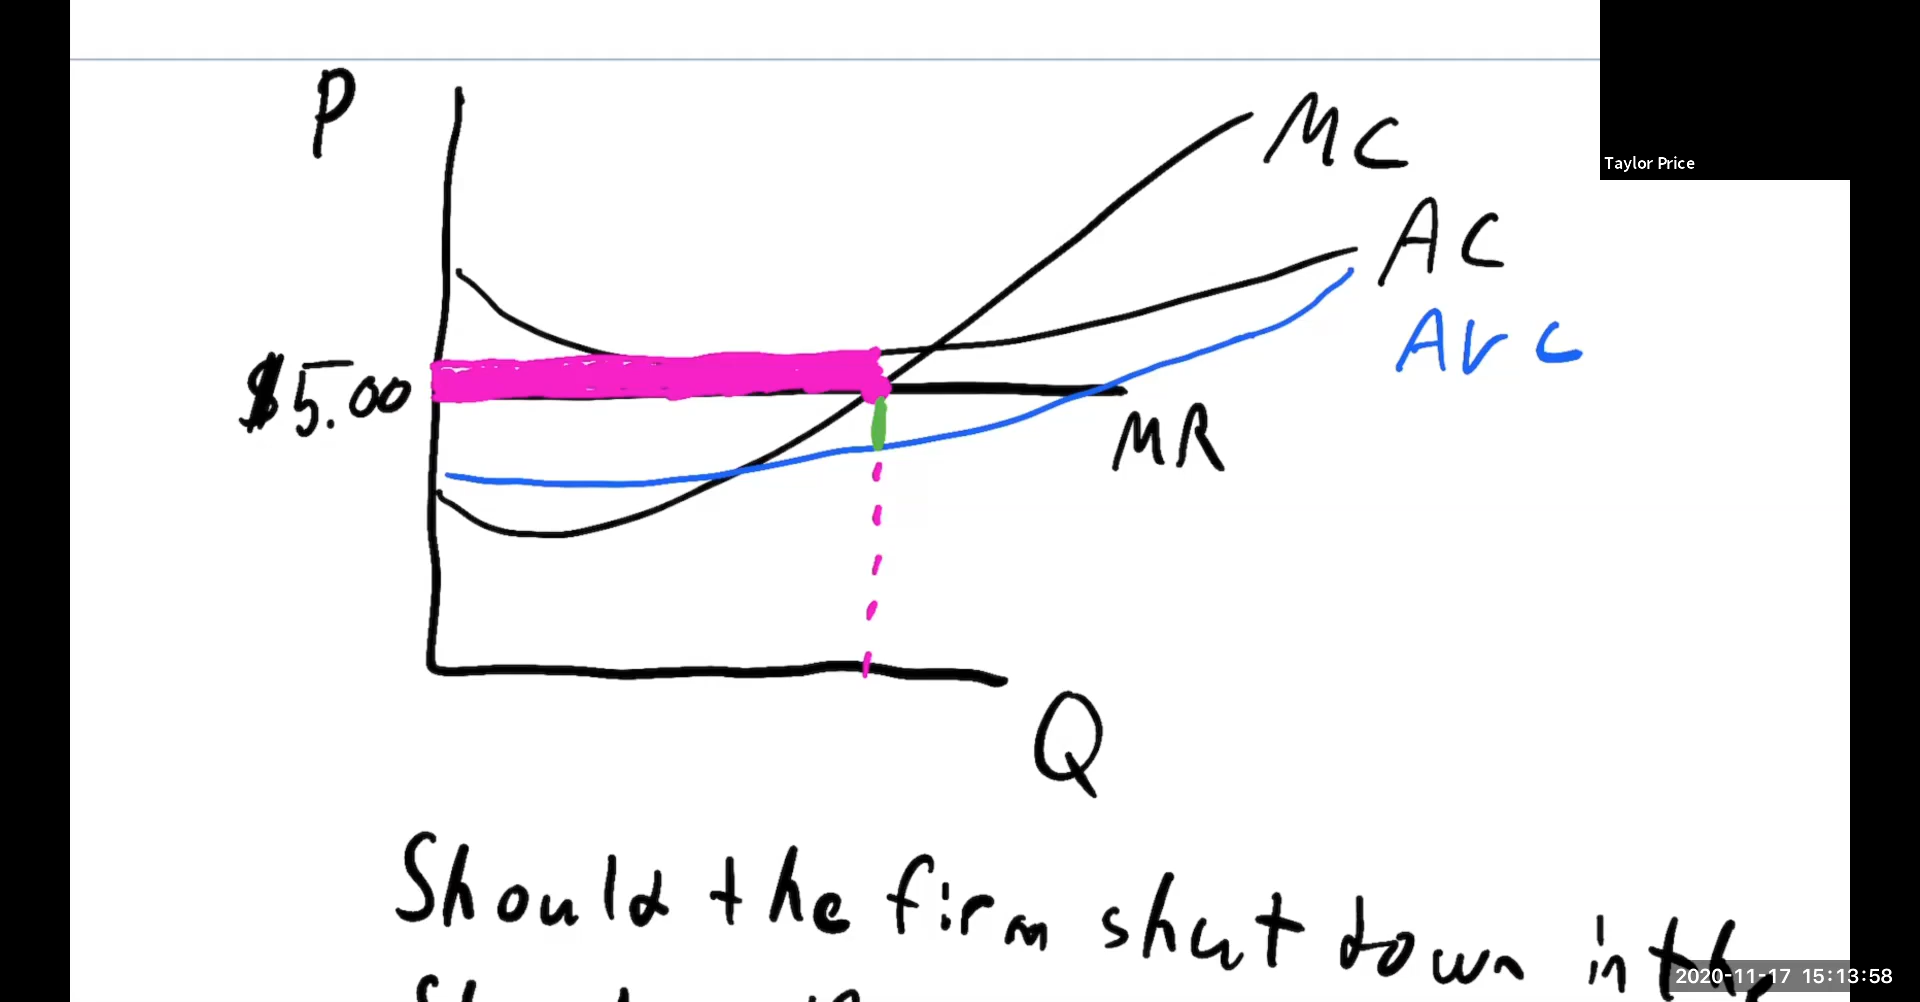 P
MC
Taylor Price
AC
AVC
$5.00
MR
Q
Should the firm shut down in the
2020-11-17 15:13:58